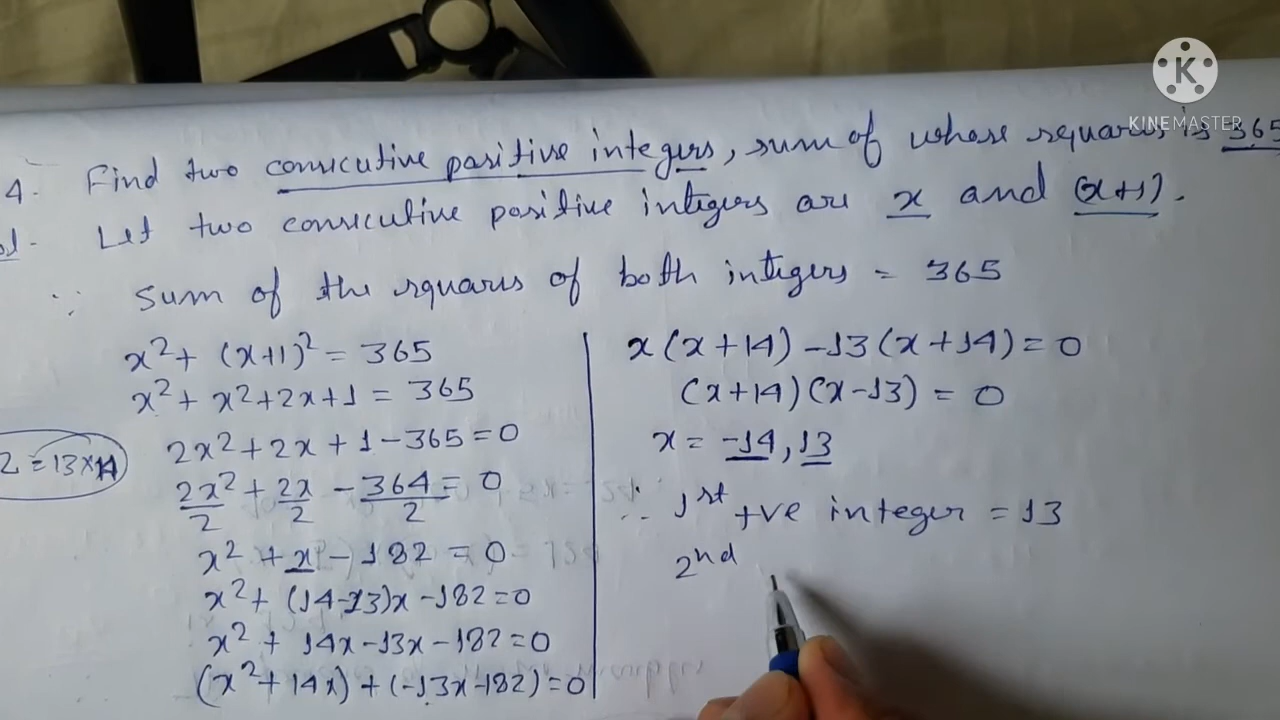 KINEMASTER
4. Find two consecutive positive integers, sum of whose squares is 365
Let two consecutive positive integers are x and (x+1).
∵ Sum of the squares of both integers = 365
x² + (x+1)² = 365
x² + x² + 2x + 1 = 365
2x² + 2x + 1 - 365 = 0
2 = 13×14
2x²/2 + 2x/2 - 364/2 = 0
x² + x - 182 = 0
x² + (14-13)x - 182 = 0
x² + 14x - 13x - 182 = 0
(x² + 14x) + (-13x - 182) = 0
x(x+14) - 13(x+14) = 0
(x+14)(x-13) = 0
x = -14, 13
∴ 1st +ve integer = 13
2nd